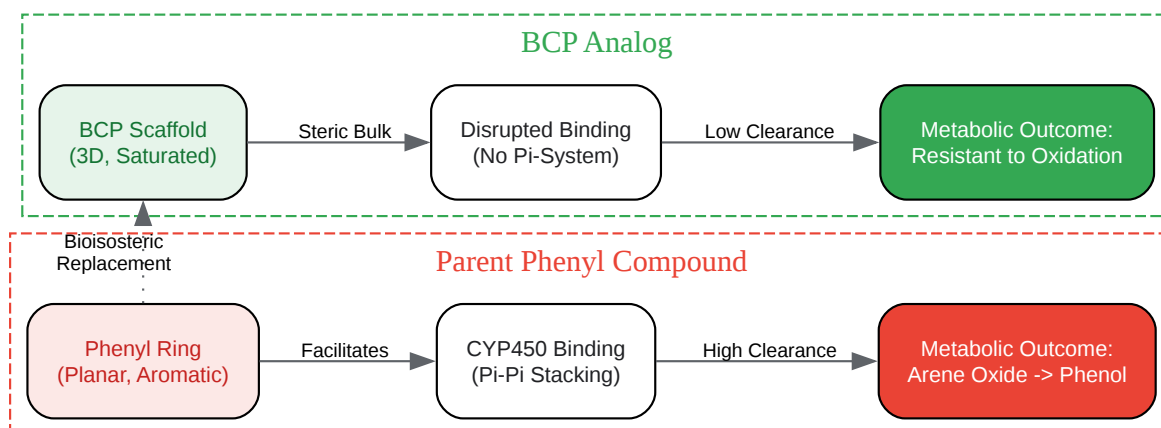 BCP Analog
BCP Scaffold
(3D, Saturated)
Steric Bulk
Disrupted Binding
(No Pi-System)
Low Clearance
Metabolic Outcome:
Resistant to Oxidation
Bioisosteric
Replacement
Parent Phenyl Compound
Phenyl Ring
(Planar, Aromatic)
Facilitates
CYP450 Binding
(Pi-Pi Stacking)
High Clearance
Metabolic Outcome:
Arene Oxide -> Phenol